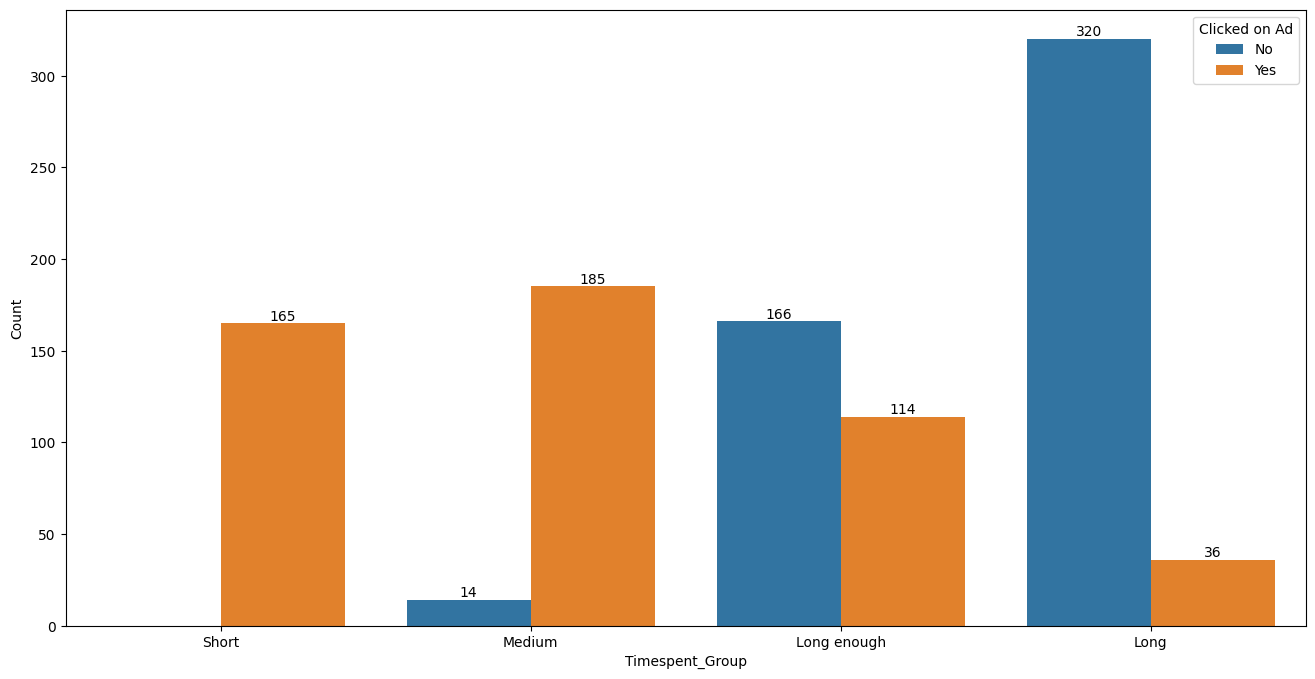 320
Clicked on Ad
No
Yes
300
250
200
150
100
50
0
Count
165
185
14
166
114
36
Short Medium Long enough Long
Timespent_Group